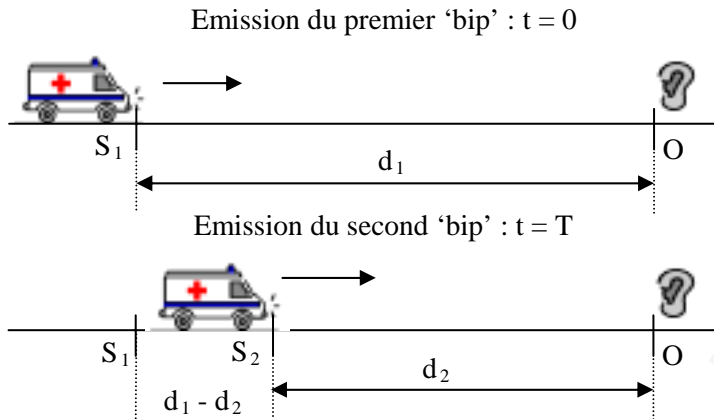 Emission du premier ‘bip’ : t = 0
S₁ O
d₁
Emission du second ‘bip’ : t = T
S₁ S₂ O
d₂
d₁ - d₂